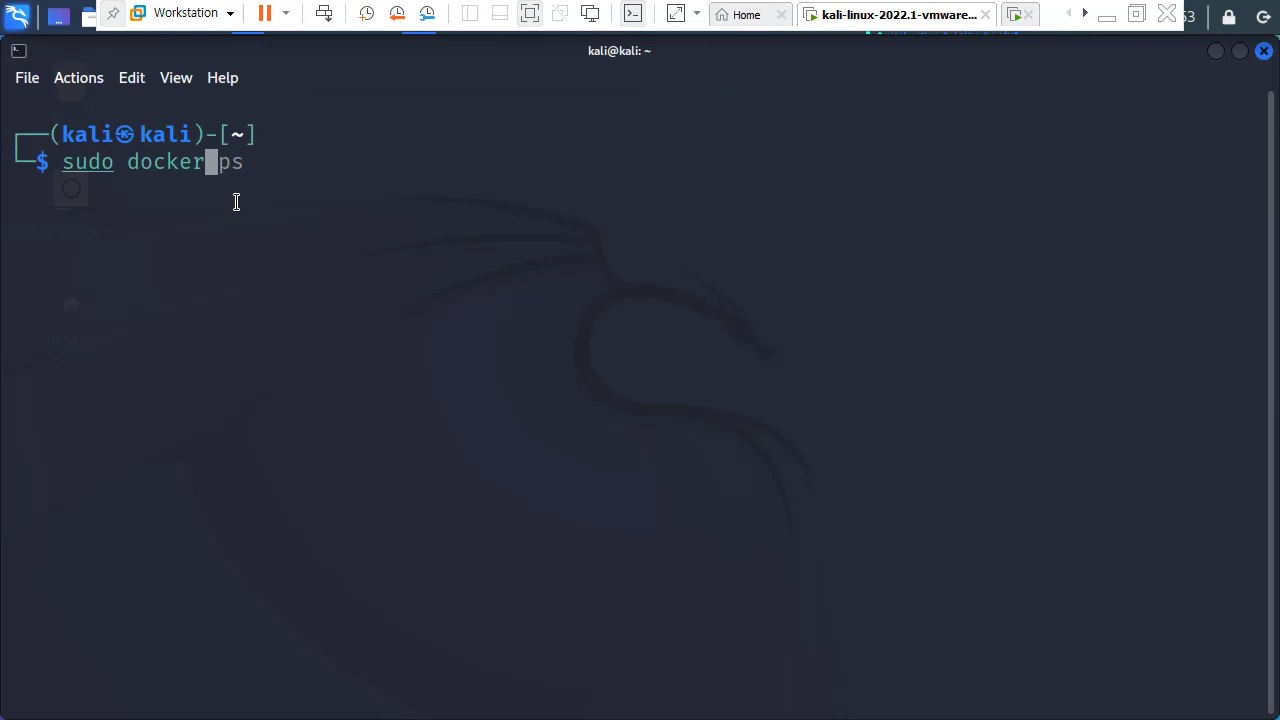 Workstation
Home
kali-linux-2022.1-vmware...
53
kali@kali: ~
File Actions Edit View Help
┌──(kali㉿kali)-[~]
└─$ sudo docker ps